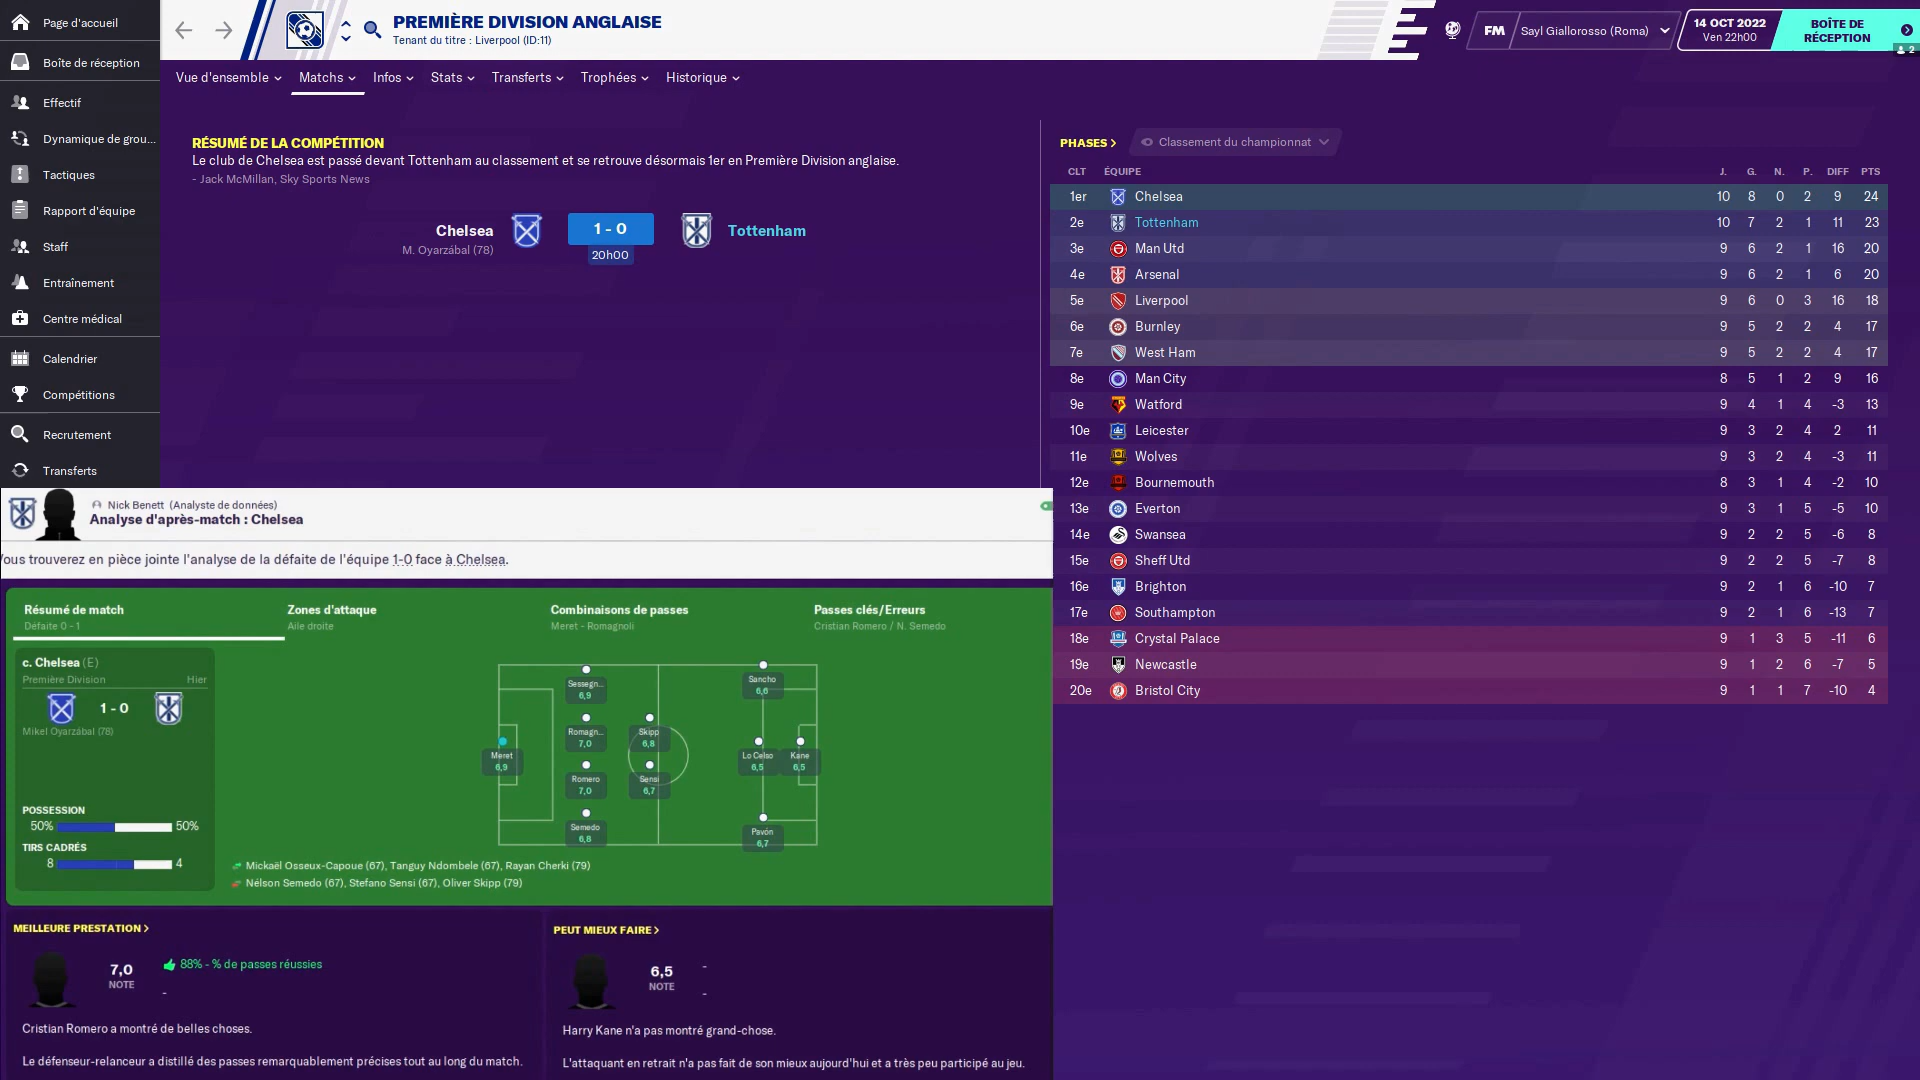 Page d'accueil
Boîte de réception
Effectif
Dynamique de grou...
Tactiques
Rapport d'équipe
Staff
Entraînement
Centre médical
Calendrier
Compétitions
Recrutement
Transferts
PREMIÈRE DIVISION ANGLAISE
Tenant du titre : Liverpool (ID:11)
FM
Sayl Giallorosso (Roma)
14 OCT 2022
Ven 22h00
BOÎTE DE
RÉCEPTION
2
Vue d'ensemble Matchs Infos Stats Transferts Trophées Historique
RÉSUMÉ DE LA COMPÉTITION
Le club de Chelsea est passé devant Tottenham au classement et se retrouve désormais 1er en Première Division anglaise.
- Jack McMillan, Sky Sports News
Chelsea 1 - 0 Tottenham
M. Oyarzábal (78)
20h00
PHASES > Classement du championnat
CLT ÉQUIPE J. G. N. P. DIFF PTS
1er Chelsea 10 8 0 2 9 24
2e Tottenham 10 7 2 1 11 23
3e Man Utd 9 6 2 1 16 20
4e Arsenal 9 6 2 1 6 20
5e Liverpool 9 6 0 3 16 18
6e Burnley 9 5 2 2 4 17
7e West Ham 9 5 2 2 4 17
8e Man City 8 5 1 2 9 16
9e Watford 9 4 1 4 -3 13
10e Leicester 9 3 2 4 2 11
11e Wolves 9 3 2 4 -3 11
12e Bournemouth 8 3 1 4 -2 10
13e Everton 9 3 1 5 -5 10
14e Swansea 9 2 2 5 -6 8
15e Sheff Utd 9 2 2 5 -7 8
16e Brighton 9 2 1 6 -10 7
17e Southampton 9 2 1 6 -13 7
18e Crystal Palace 9 1 3 5 -11 6
19e Newcastle 9 1 2 6 -7 5
20e Bristol City 9 1 1 7 -10 4
Nick Benett (Analyste de données)
Analyse d'après-match : Chelsea
Vous trouverez en pièce jointe l'analyse de la défaite de l'équipe 1-0 face à Chelsea.
Résumé de match
Défaite 0 - 1
Zones d'attaque
Aile droite
Combinaisons de passes
Meret - Romagnoli
Passes clés/Erreurs
Cristian Romero / N. Semedo
c. Chelsea (E)
Première Division Hier
1 - 0
Mikel Oyarzábal (78)
POSSESSION
50% 50%
TIRS CADRÉS
8 4
Sessegn...
6,9
Sancho
6,6
Romagn...
7,0
Skipp
6,8
Meret
6,9
Lo Celso
6,5
Kane
6,5
Romero
7,0
Sensi
6,7
Semedo
6,8
Pavón
6,7
Mickaël Osseux-Capoue (67), Tanguy Ndombele (67), Rayan Cherki (79)
Nélson Semedo (67), Stefano Sensi (67), Oliver Skipp (79)
MEILLEURE PRESTATION >
7,0
NOTE
88% - % de passes réussies
-
Cristian Romero a montré de belles choses.
Le défenseur-relanceur a distillé des passes remarquablement précises tout au long du match.
PEUT MIEUX FAIRE >
6,5
NOTE
-
-
Harry Kane n'a pas montré grand-chose.
L'attaquant en retrait n'a pas fait de son mieux aujourd'hui et a très peu participé au jeu.